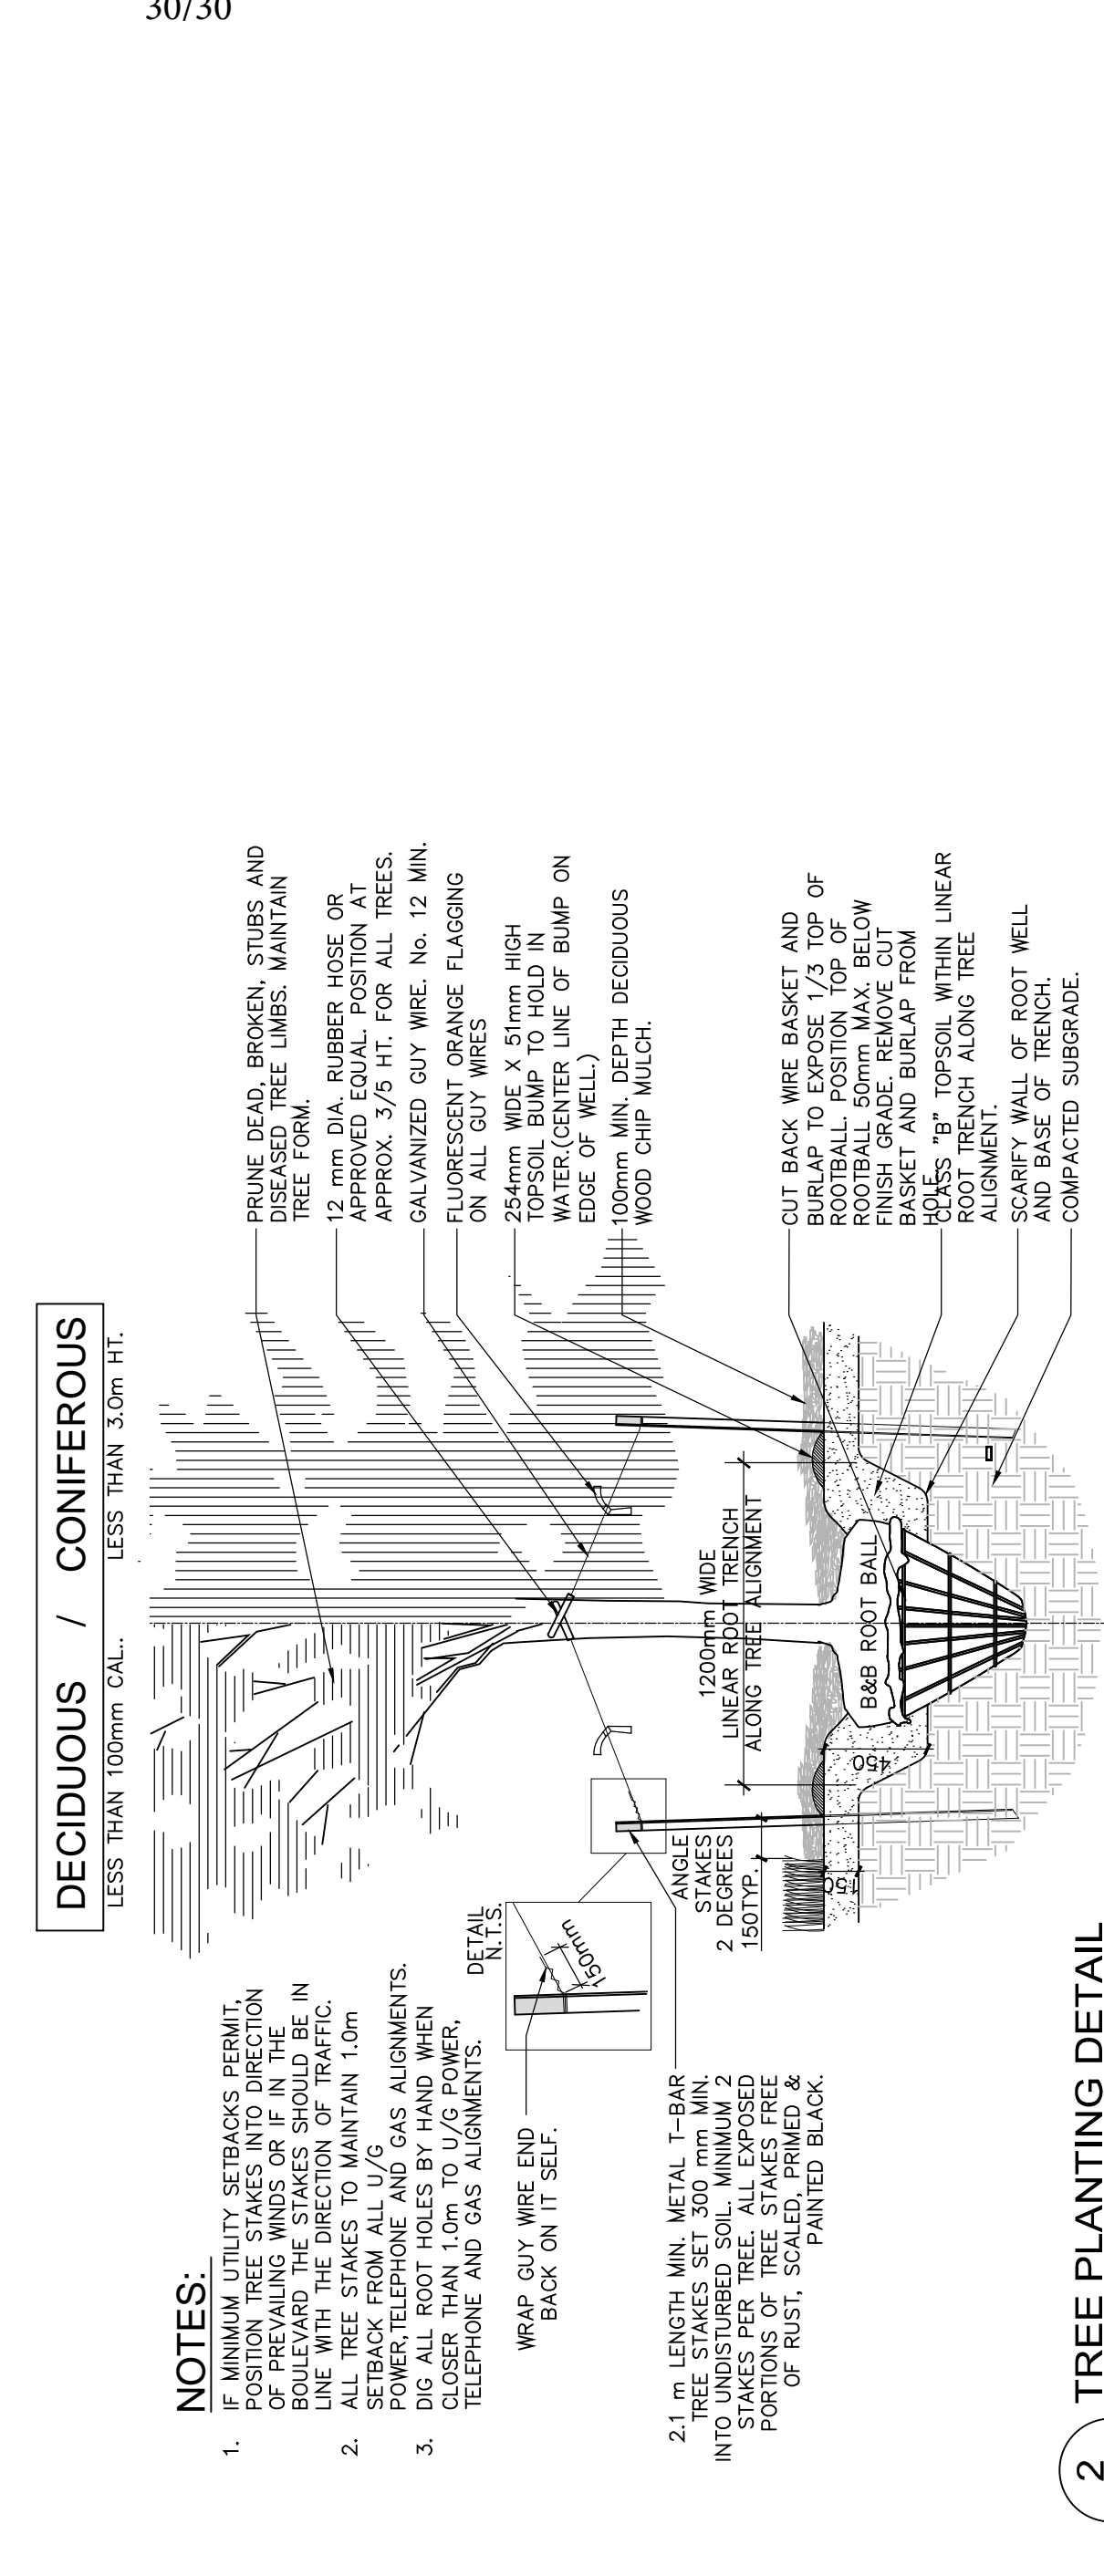 30/30
DECIDUOUS / CONIFEROUS
LESS THAN 100mm CAL..
LESS THAN 3.0m HT.
NOTES:
1. IF MINIMUM UTILITY SETBACKS PERMIT,
POSITION TREE STAKES INTO DIRECTION
OF PREVAILING WINDS OR IF IN THE
BOULEVARD THE STAKES SHOULD BE IN
LINE WITH THE DIRECTION OF TRAFFIC.
2. ALL TREE STAKES TO MAINTAIN 1.0m
SETBACK FROM ALL U/G
POWER,TELEPHONE AND GAS ALIGNMENTS.
3. DIG ALL ROOT HOLES BY HAND WHEN
CLOSER THAN 1.0m TO U/G POWER,
TELEPHONE AND GAS ALIGNMENTS.
WRAP GUY WIRE END
BACK ON IT SELF.
DETAIL
N.T.S.
150mm
2.1 m LENGTH MIN. METAL T-BAR
TREE STAKES SET 300 mm MIN.
INTO UNDISTURBED SOIL. MINIMUM 2
STAKES PER TREE. ALL EXPOSED
PORTIONS OF TREE STAKES FREE
OF RUST, SCALED, PRIMED &
PAINTED BLACK.
ANGLE
STAKES
2 DEGREES
150TYP.
150
450
1200mm WIDE
LINEAR ROOT TRENCH
ALONG TREE ALIGNMENT
B&B ROOT BALL
PRUNE DEAD, BROKEN, STUBS AND
DISEASED TREE LIMBS. MAINTAIN
TREE FORM.
12 mm DIA. RUBBER HOSE OR
APPROVED EQUAL. POSITION AT
APPROX. 3/5 HT. FOR ALL TREES.
GALVANIZED GUY WIRE. No. 12 MIN.
FLUORESCENT ORANGE FLAGGING
ON ALL GUY WIRES
254mm WIDE X 51mm HIGH
TOPSOIL BUMP TO HOLD IN
WATER.(CENTER LINE OF BUMP ON
EDGE OF WELL.)
100mm MIN. DEPTH DECIDUOUS
WOOD CHIP MULCH.
CUT BACK WIRE BASKET AND
BURLAP TO EXPOSE 1/3 TOP OF
ROOTBALL. POSITION TOP OF
ROOTBALL 50mm MAX. BELOW
FINISH GRADE. REMOVE CUT
BASKET AND BURLAP FROM
HOLE.
CLASS "B" TOPSOIL WITHIN LINEAR
ROOT TRENCH ALONG TREE
ALIGNMENT.
SCARIFY WALL OF ROOT WELL
AND BASE OF TRENCH.
COMPACTED SUBGRADE.
2 TREE PLANTING DETAIL